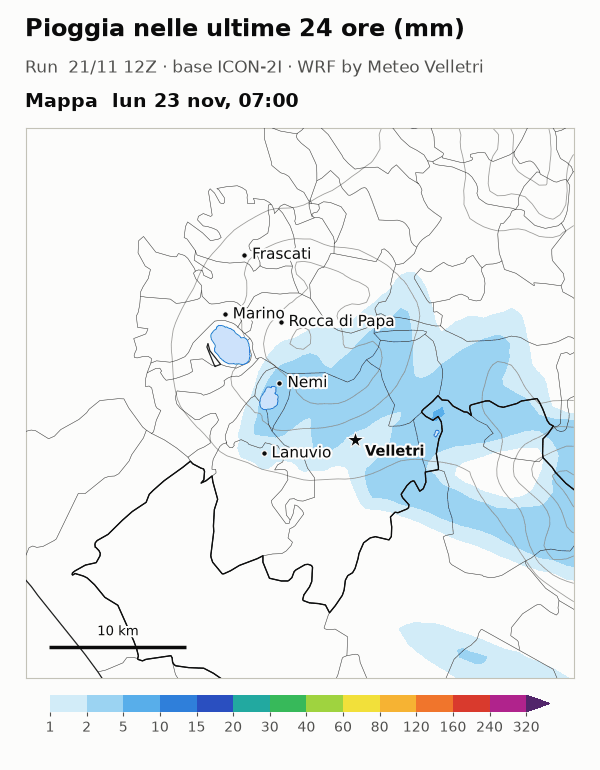 Pioggia nelle ultime 24 ore (mm)
Run  21/11 12Z · base ICON-2I · WRF by Meteo Velletri
Mappa  lun 23 nov, 07:00
Frascati
Marino
Rocca di Papa
Nemi
Velletri
Lanuvio
10 km
1 2 5 10 15 20 30 40 60 80 120 160 240 320